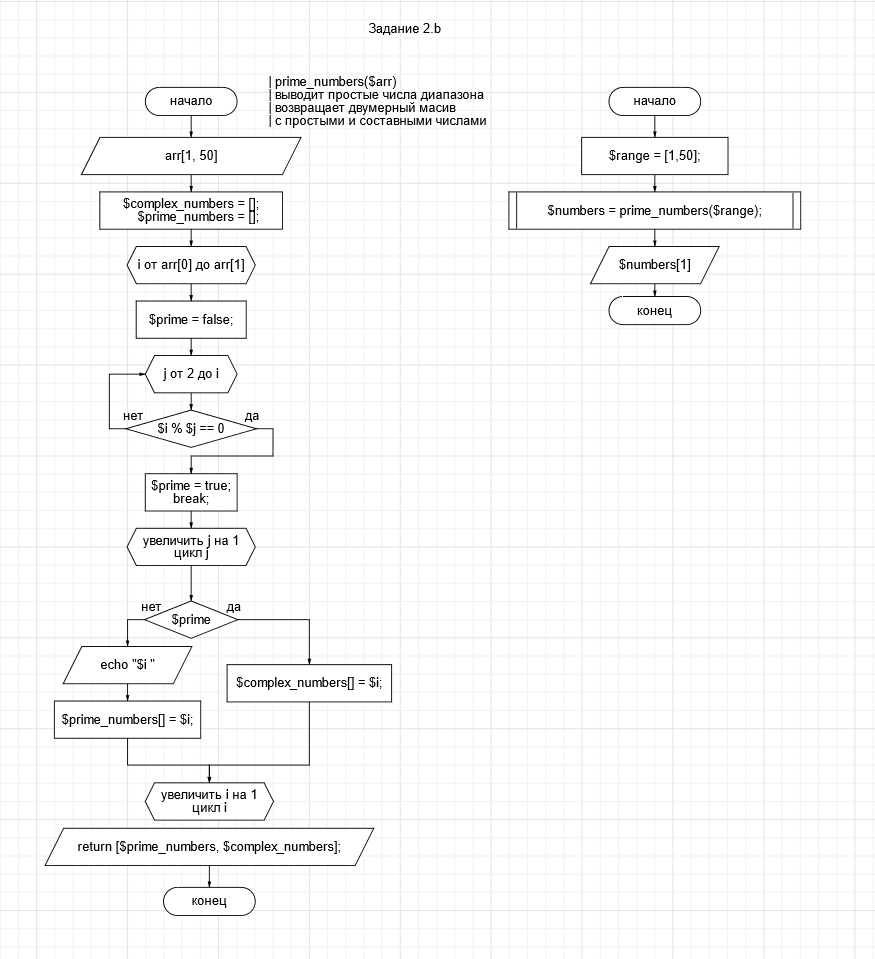 Задание 2.b
| prime_numbers($arr)
| выводит простые числа диапазона
| возвращает двумерный масив
| с простыми и составными числами
начало
arr[1, 50]
$complex_numbers = [];
$prime_numbers = [];
i от arr[0] до arr[1]
$prime = false;
j от 2 до i
нет
да
$i % $j == 0
$prime = true;
break;
увеличить j на 1
цикл j
нет
да
$prime
echo "$i "
$complex_numbers[] = $i;
$prime_numbers[] = $i;
увеличить i на 1
цикл i
return [$prime_numbers, $complex_numbers];
конец
начало
$range = [1,50];
$numbers = prime_numbers($range);
$numbers[1]
конец